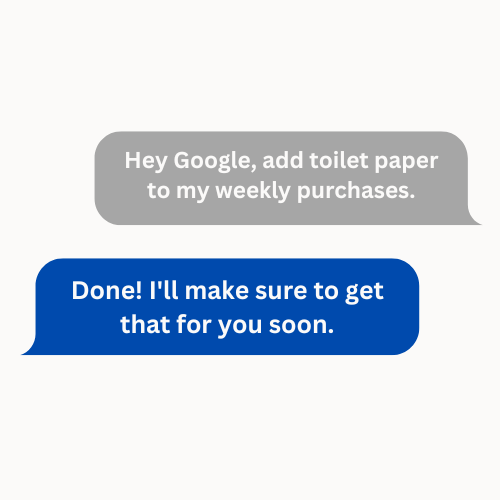 Hey Google, add toilet paper
to my weekly purchases.
Done! I'll make sure to get
that for you soon.